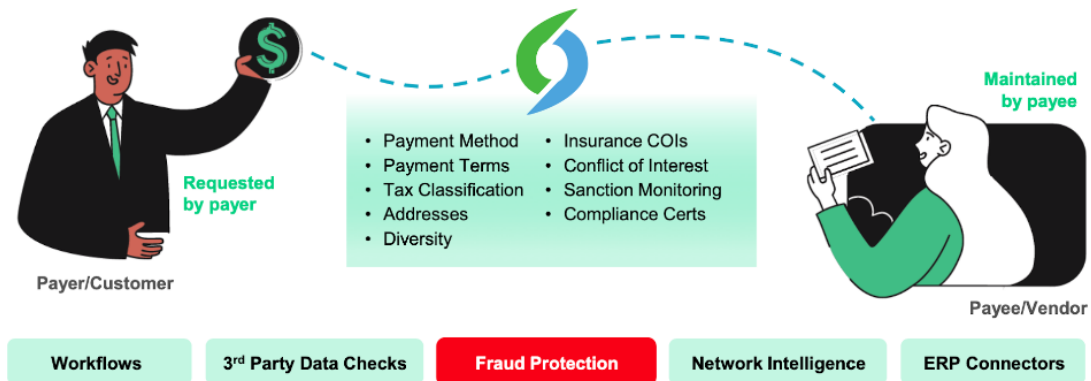 $
Requested
by payer
Payer/Customer
• Payment Method
• Payment Terms
• Tax Classification
• Addresses
• Diversity
• Insurance COIs
• Conflict of Interest
• Sanction Monitoring
• Compliance Certs
Maintained
by payee
Payee/Vendor
Workflows
3rd Party Data Checks
Fraud Protection
Network Intelligence
ERP Connectors